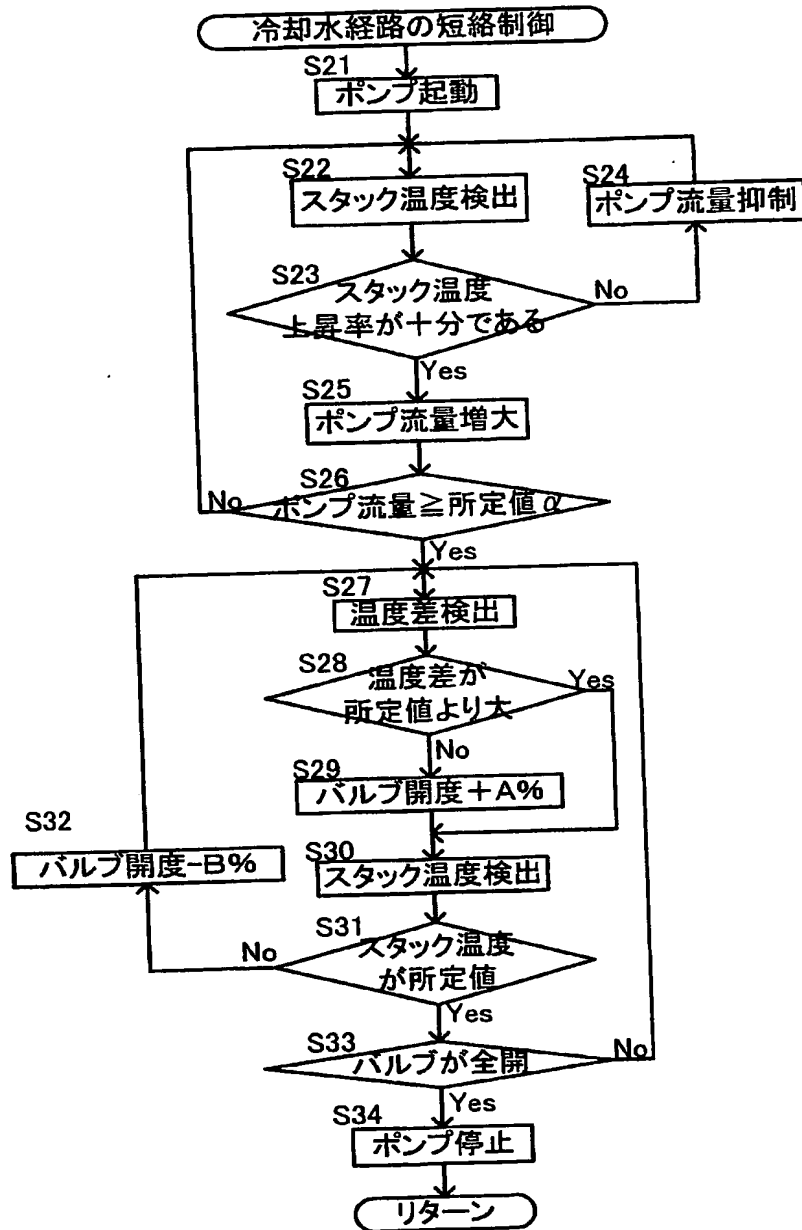 冷却水経路の短絡制御
S21
ポンプ起動
S22
スタック温度検出
S24
ポンプ流量抑制
S23
スタック温度
上昇率が十分である
No
Yes
S25
ポンプ流量増大
S26
No
ポンプ流量≧所定値α
Yes
S27
温度差検出
S28
温度差が
所定値より大
Yes
No
S29
バルブ開度+A%
S32
バルブ開度-B%
S30
スタック温度検出
S31
スタック温度
が所定値
No
Yes
S33
バルブが全開
No
Yes
S34
ポンプ停止
リターン